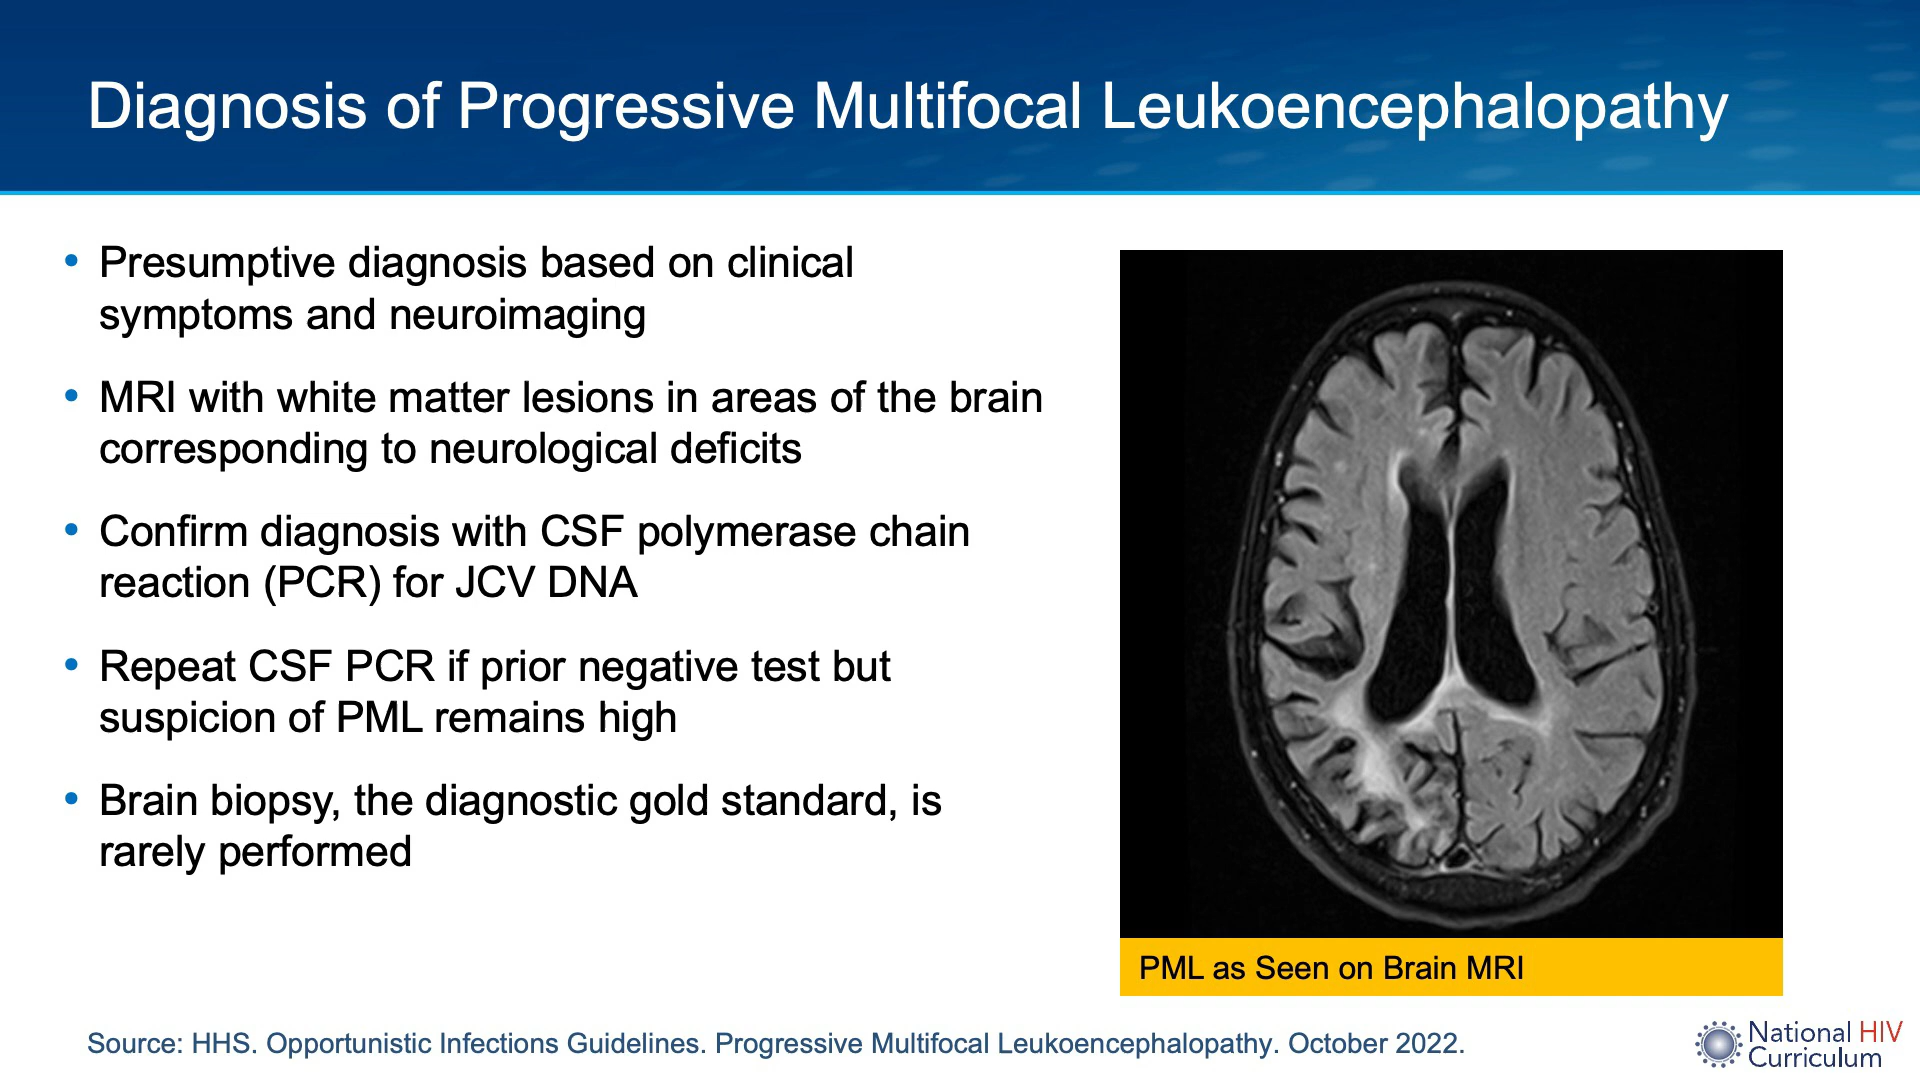 Diagnosis of Progressive Multifocal Leukoencephalopathy
• Presumptive diagnosis based on clinical
symptoms and neuroimaging
• MRI with white matter lesions in areas of the brain
corresponding to neurological deficits
• Confirm diagnosis with CSF polymerase chain
reaction (PCR) for JCV DNA
• Repeat CSF PCR if prior negative test but
suspicion of PML remains high
• Brain biopsy, the diagnostic gold standard, is
rarely performed
PML as Seen on Brain MRI
Source: HHS. Opportunistic Infections Guidelines. Progressive Multifocal Leukoencephalopathy. October 2022.
National HIV
Curriculum